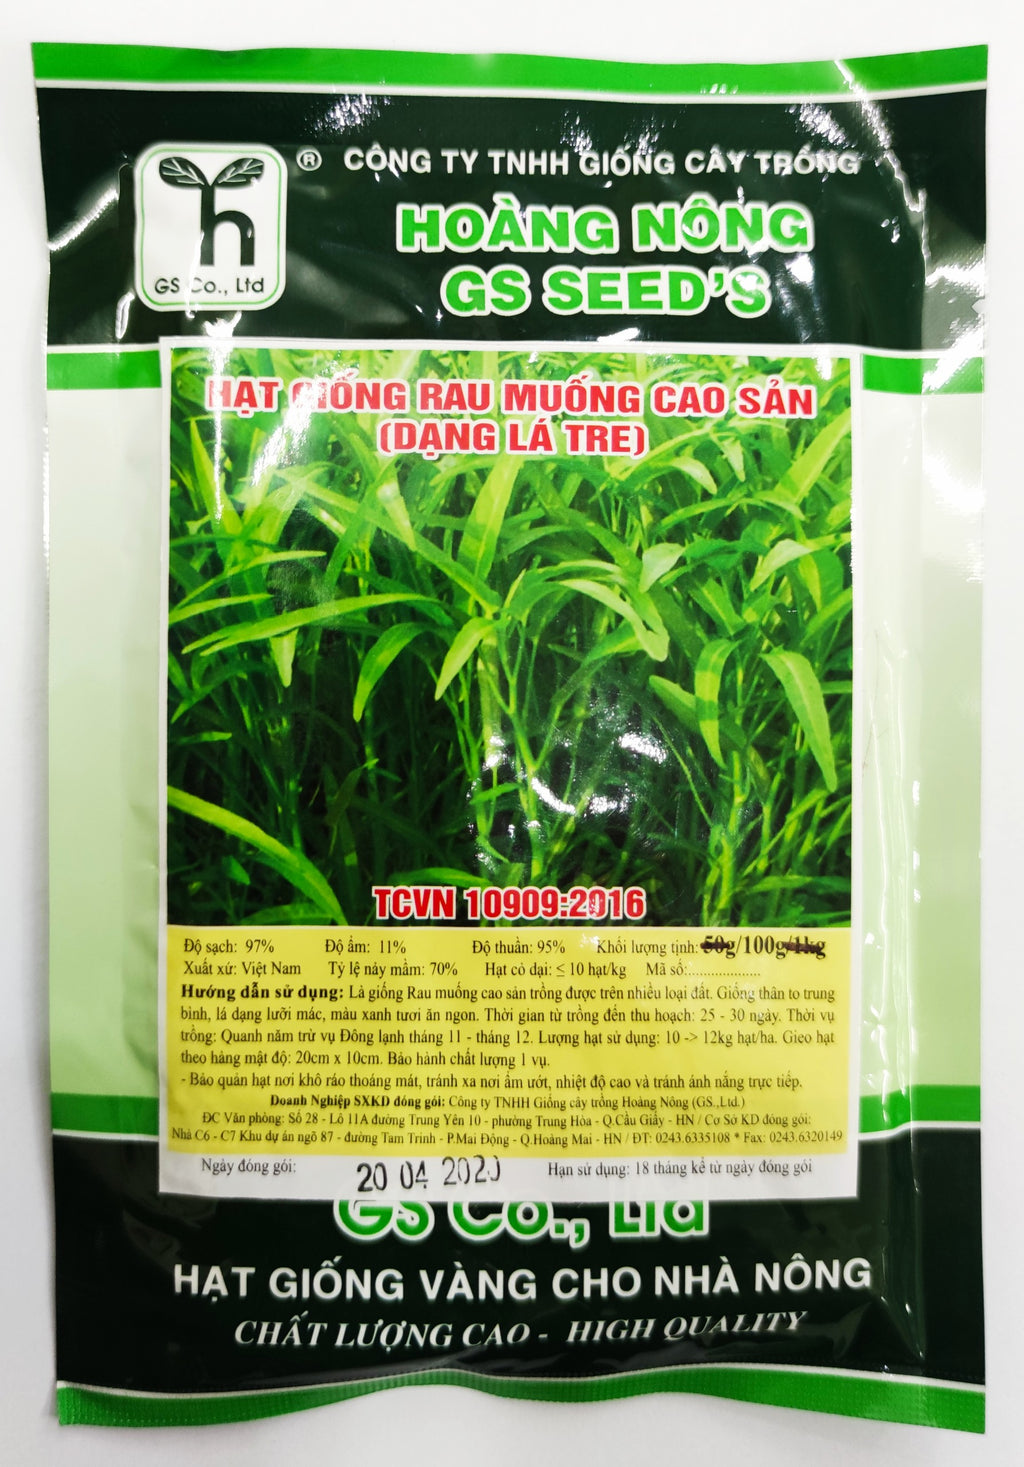 h
GS Co., Ltd
® CÔNG TY TNHH GIỐNG CÂY TRỒNG
HOÀNG NÔNG
GS SEED'S
HẠT GIỐNG RAU MUỐNG CAO SẢN
(DẠNG LÁ TRE)
TCVN 10909:2016
Độ sạch: 97% Độ ẩm: 11% Độ thuần: 95% Khối lượng tịnh: 50g/100g/1kg
Xuất xứ: Việt Nam Tỷ lệ nảy mầm: 70% Hạt cỏ dại: ≤ 10 hạt/kg Mã số:...................
Hướng dẫn sử dụng: Là giống Rau muống cao sản trồng được trên nhiều loại đất. Giống thân to trung
bình, lá dạng lưỡi mác, màu xanh tươi ăn ngon. Thời gian từ trồng đến thu hoạch: 25 - 30 ngày. Thời vụ
trồng: Quanh năm trừ vụ Đông lạnh tháng 11 - tháng 12. Lượng hạt sử dụng: 10 -> 12kg hạt/ha. Gieo hạt
theo hàng mật độ: 20cm x 10cm. Bảo hành chất lượng 1 vụ.
- Bảo quản hạt nơi khô ráo thoáng mát, tránh xa nơi ẩm ướt, nhiệt độ cao và tránh ánh nắng trực tiếp.
Doanh Nghiệp SXKD đóng gói: Công ty TNHH Giống cây trồng Hoàng Nông (GS.,Ltd.)
ĐC Văn phòng: Số 28 - Lô 11A đường Trung Yên 10 - phường Trung Hòa - Q.Cầu Giấy - HN / Cơ Sở KD đóng gói:
Nhà C6 - C7 Khu dự án ngõ 87 - đường Tam Trinh - P.Mai Động - Q.Hoàng Mai - HN / ĐT: 0243.6335108 * Fax: 0243.6320149
Ngày đóng gói: 20 04 2020 Hạn sử dụng: 18 tháng kể từ ngày đóng gói
GS Co., Ltd
HẠT GIỐNG VÀNG CHO NHÀ NÔNG
CHẤT LƯỢNG CAO - HIGH QUALITY